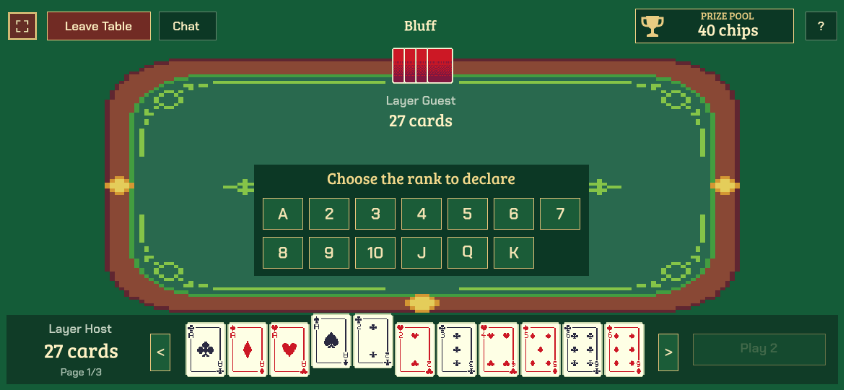 Leave Table
Chat
Bluff
PRIZE POOL
40 chips
?
Layer Guest
27 cards
Choose the rank to declare
A 2 3 4 5 6 7
8 9 10 J Q K
Layer Host
27 cards
Page 1/3
<
>
Play 2